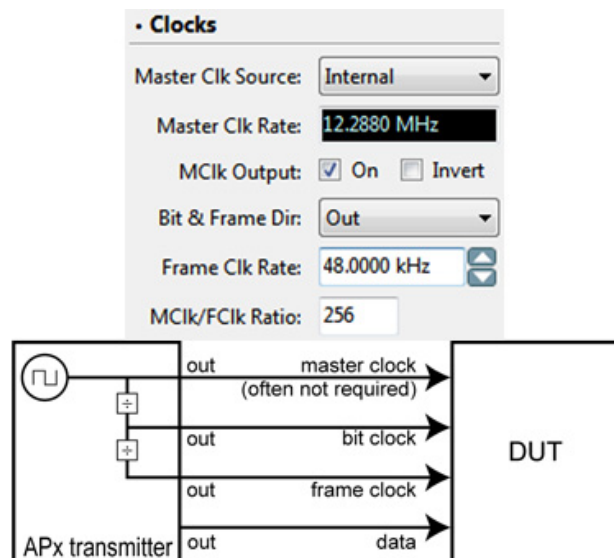 • Clocks
Master Clk Source: Internal
Master Clk Rate: 12.2880 MHz
MClk Output: On Invert
Bit & Frame Dir: Out
Frame Clk Rate: 48.0000 kHz
MClk/FClk Ratio: 256
out master clock
(often not required)
÷
out bit clock
÷
DUT
out frame clock
APx transmitter out data